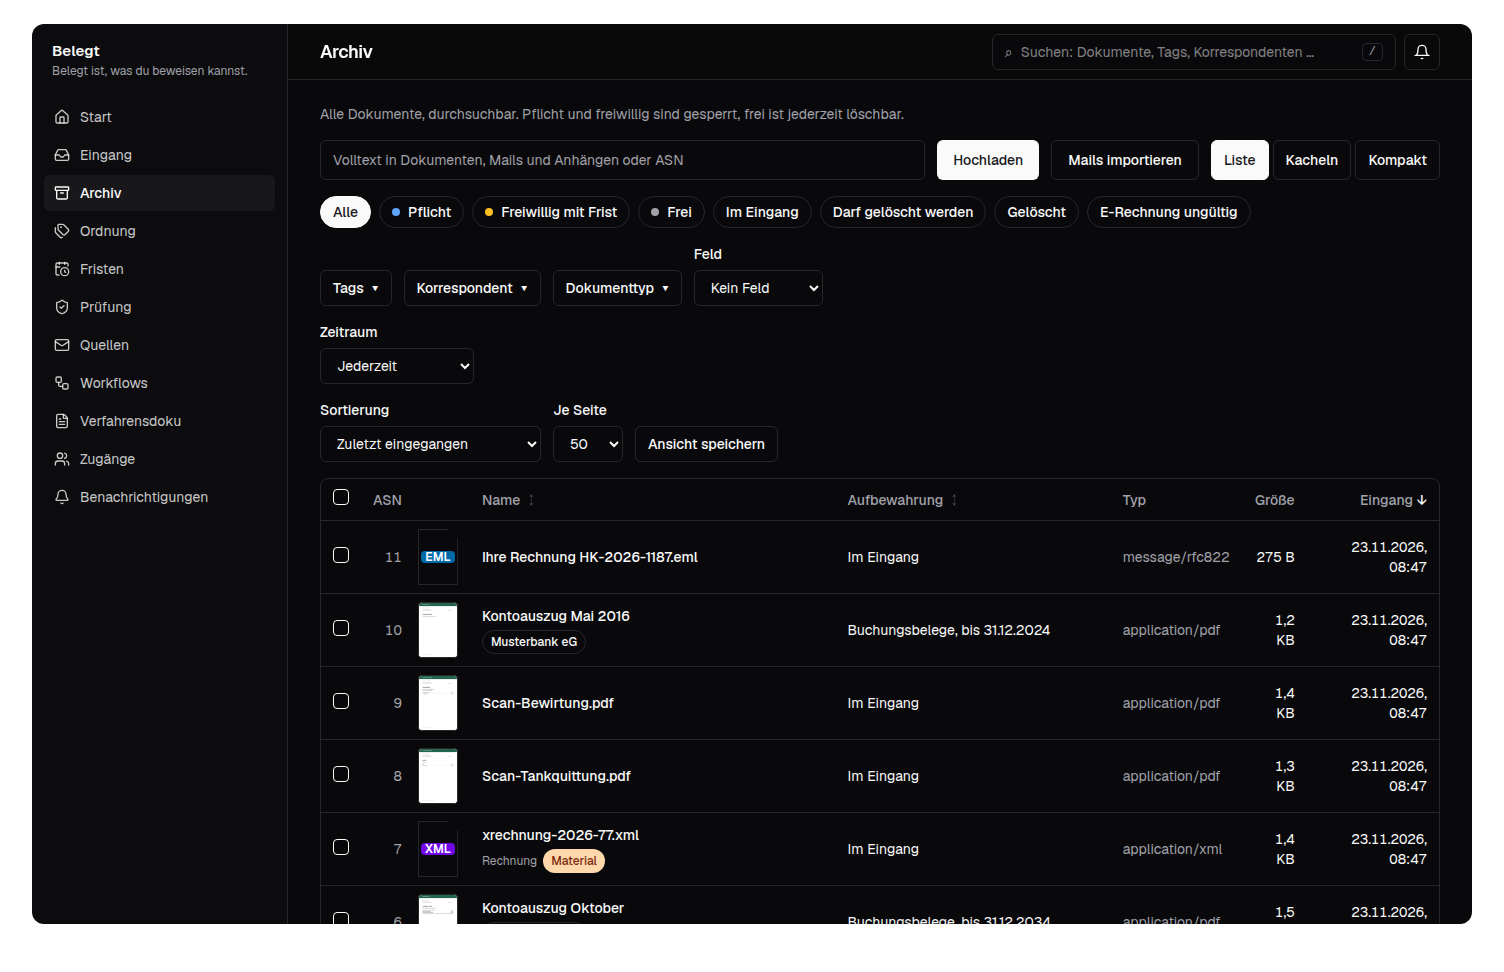 Belegt
Belegt ist, was du beweisen kannst.
Start
Eingang
Archiv
Ordnung
Fristen
Prüfung
Quellen
Workflows
Verfahrensdoku
Zugänge
Benachrichtigungen
Archiv
Suchen: Dokumente, Tags, Korrespondenten … /
Alle Dokumente, durchsuchbar. Pflicht und freiwillig sind gesperrt, frei ist jederzeit löschbar.
Volltext in Dokumenten, Mails und Anhängen oder ASN Hochladen Mails importieren Liste Kacheln Kompakt
Alle Pflicht Freiwillig mit Frist Frei Im Eingang Darf gelöscht werden Gelöscht E-Rechnung ungültig
Feld
Tags Korrespondent Dokumenttyp Kein Feld
Zeitraum
Jederzeit
Sortierung Je Seite
Zuletzt eingegangen 50 Ansicht speichern
ASN Name Aufbewahrung Typ Größe Eingang
11 EML Ihre Rechnung HK-2026-1187.eml Im Eingang message/rfc822 275 B 23.11.2026, 08:47
10 Kontoauszug Mai 2016 Buchungsbelege, bis 31.12.2024 application/pdf 1,2 KB 23.11.2026, 08:47
Musterbank eG
9 Scan-Bewirtung.pdf Im Eingang application/pdf 1,4 KB 23.11.2026, 08:47
8 Scan-Tankquittung.pdf Im Eingang application/pdf 1,3 KB 23.11.2026, 08:47
7 XML xrechnung-2026-77.xml Im Eingang application/xml 1,4 KB 23.11.2026, 08:47
Rechnung Material
6 Kontoauszug Oktober Buchungsbelege, bis 31.12.2034 application/pdf 1,5 23.11.2026,